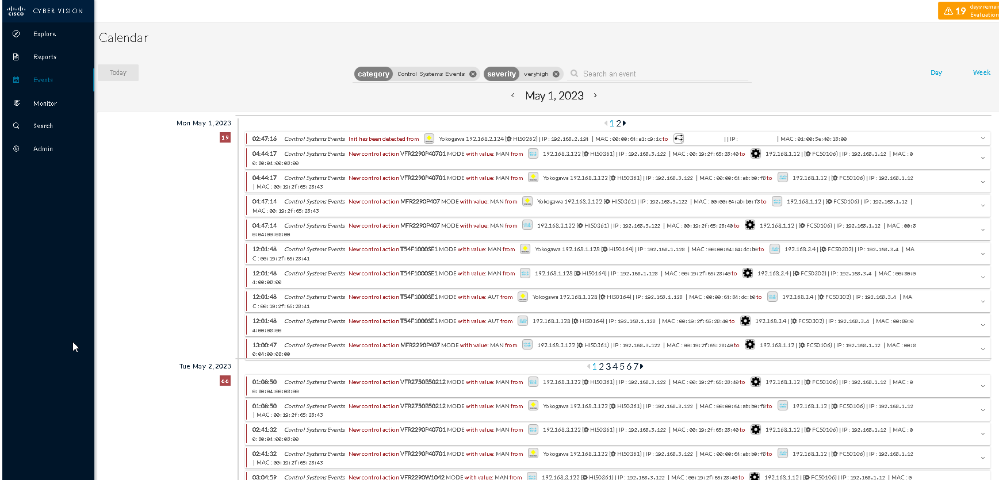 cisco CYBER VISION
19 days remain
Evaluation
Explore
Reports
Events
Monitor
Search
Admin
Calendar
Today
category Control Systems Events severity veryhigh Search an event
Day Week
May 1, 2023
Mon May 1, 2023
19
1 2
02:47:16 Control Systems Events Init has been detected from Yokogawa 192.168.2.124 [HIS0262) | IP : 192.168.2.124 | MAC : 00:00:64:a1:c9:1c to | | IP : | MAC : 01:00:5e:40:18:00
04:44:17 Control Systems Events New control action VFR2290P40701 MODE with value: MAN from 192.168.3.122 (HIS0361) | IP : 192.168.3.122 | MAC : 00:19:2f:65:28:40 to 192.168.1.12 | (FCS0106) | IP : 192.168.1.12 | MAC : 0
0:80:04:00:08:00
04:44:17 Control Systems Events New control action VFR2290P40701 MODE with value: MAN from Yokogawa 192.168.3.122 (HIS0361) | IP : 192.168.3.122 | MAC : 00:00:64:ab:b0:f8 to 192.168.1.12 | (FCS0106) | IP : 192.168.1.12
| MAC : 00:19:2f:65:28:43
04:47:14 Control Systems Events New control action MFR2290P407 MODE with value: MAN from Yokogawa 192.168.3.122 (HIS0361) | IP : 192.168.3.122 | MAC : 00:00:64:ab:b0:f8 to 192.168.1.12 | (FCS0106) | IP : 192.168.1.12 |
MAC : 00:19:2f:65:28:43
04:47:14 Control Systems Events New control action MFR2290P407 MODE with value: MAN from 192.168.3.122 (HIS0361) | IP : 192.168.3.122 | MAC : 00:19:2f:65:28:40 to 192.168.1.12 | (FCS0106) | IP : 192.168.1.12 | MAC : 00:8
0:04:00:08:00
12:01:48 Control Systems Events New control action T54F1000SE1 MODE with value: MAN from Yokogawa 192.168.1.128 (HIS0164) | IP : 192.168.1.128 | MAC : 00:00:64:84:dc:b0 to 192.168.3.4 | (FCS0302) | IP : 192.168.3.4 | MA
C : 00:19:2f:65:28:41
12:01:48 Control Systems Events New control action T54F1000SE1 MODE with value: MAN from 192.168.1.128 (HIS0164) | IP : 192.168.1.128 | MAC : 00:19:2f:65:28:40 to 192.168.3.4 | (FCS0302) | IP : 192.168.3.4 | MAC : 00:80:0
4:00:08:00
12:01:48 Control Systems Events New control action T54F1000SE1 MODE with value: AUT from Yokogawa 192.168.1.128 (HIS0164) | IP : 192.168.1.128 | MAC : 00:00:64:84:dc:b0 to 192.168.3.4 | (FCS0302) | IP : 192.168.3.4 | MA
C : 00:19:2f:65:28:41
12:01:48 Control Systems Events New control action T54F1000SE1 MODE with value: AUT from 192.168.1.128 (HIS0164) | IP : 192.168.1.128 | MAC : 00:19:2f:65:28:40 to 192.168.3.4 | (FCS0302) | IP : 192.168.3.4 | MAC : 00:80:0
4:00:08:00
13:00:47 Control Systems Events New control action MFR2290P407 MODE with value: MAN from 192.168.3.122 (HIS0361) | IP : 192.168.3.122 | MAC : 00:19:2f:65:28:40 to 192.168.1.12 | (FCS0106) | IP : 192.168.1.12 | MAC : 00:8
0:04:00:08:00
Tue May 2, 2023
66
1 2 3 4 5 6 7
01:08:50 Control Systems Events New control action VFR2750B50212 MODE with value: MAN from 192.168.3.122 (HIS0361) | IP : 192.168.3.122 | MAC : 00:19:2f:65:28:40 to 192.168.1.12 | (FCS0106) | IP : 192.168.1.12 | MAC : 0
0:80:04:00:08:00
01:08:50 Control Systems Events New control action VFR2750B50212 MODE with value: MAN from Yokogawa 192.168.3.122 (HIS0361) | IP : 192.168.3.122 | MAC : 00:00:64:ab:b0:f8 to 192.168.1.12 | (FCS0106) | IP : 192.168.1.12
| MAC : 00:19:2f:65:28:43
02:41:32 Control Systems Events New control action VFR2290P40701 MODE with value: MAN from 192.168.3.122 (HIS0361) | IP : 192.168.3.122 | MAC : 00:19:2f:65:28:40 to 192.168.1.12 | (FCS0106) | IP : 192.168.1.12 | MAC : 0
0:80:04:00:08:00
02:41:32 Control Systems Events New control action VFR2290P40701 MODE with value: MAN from Yokogawa 192.168.3.122 (HIS0361) | IP : 192.168.3.122 | MAC : 00:00:64:ab:b0:f8 to 192.168.1.12 | (FCS0106) | IP : 192.168.1.12
| MAC : 00:19:2f:65:28:43
03:04:59 Control Systems Events New control action VFR2290W1042 MODE with value: MAN from 192.168.3.122 (HIS0361) | IP : 192.168.3.122 | MAC : 00:19:2f:65:28:40 to 192.168.1.12 | (FCS0106) | IP : 192.168.1.12 | MAC : 0